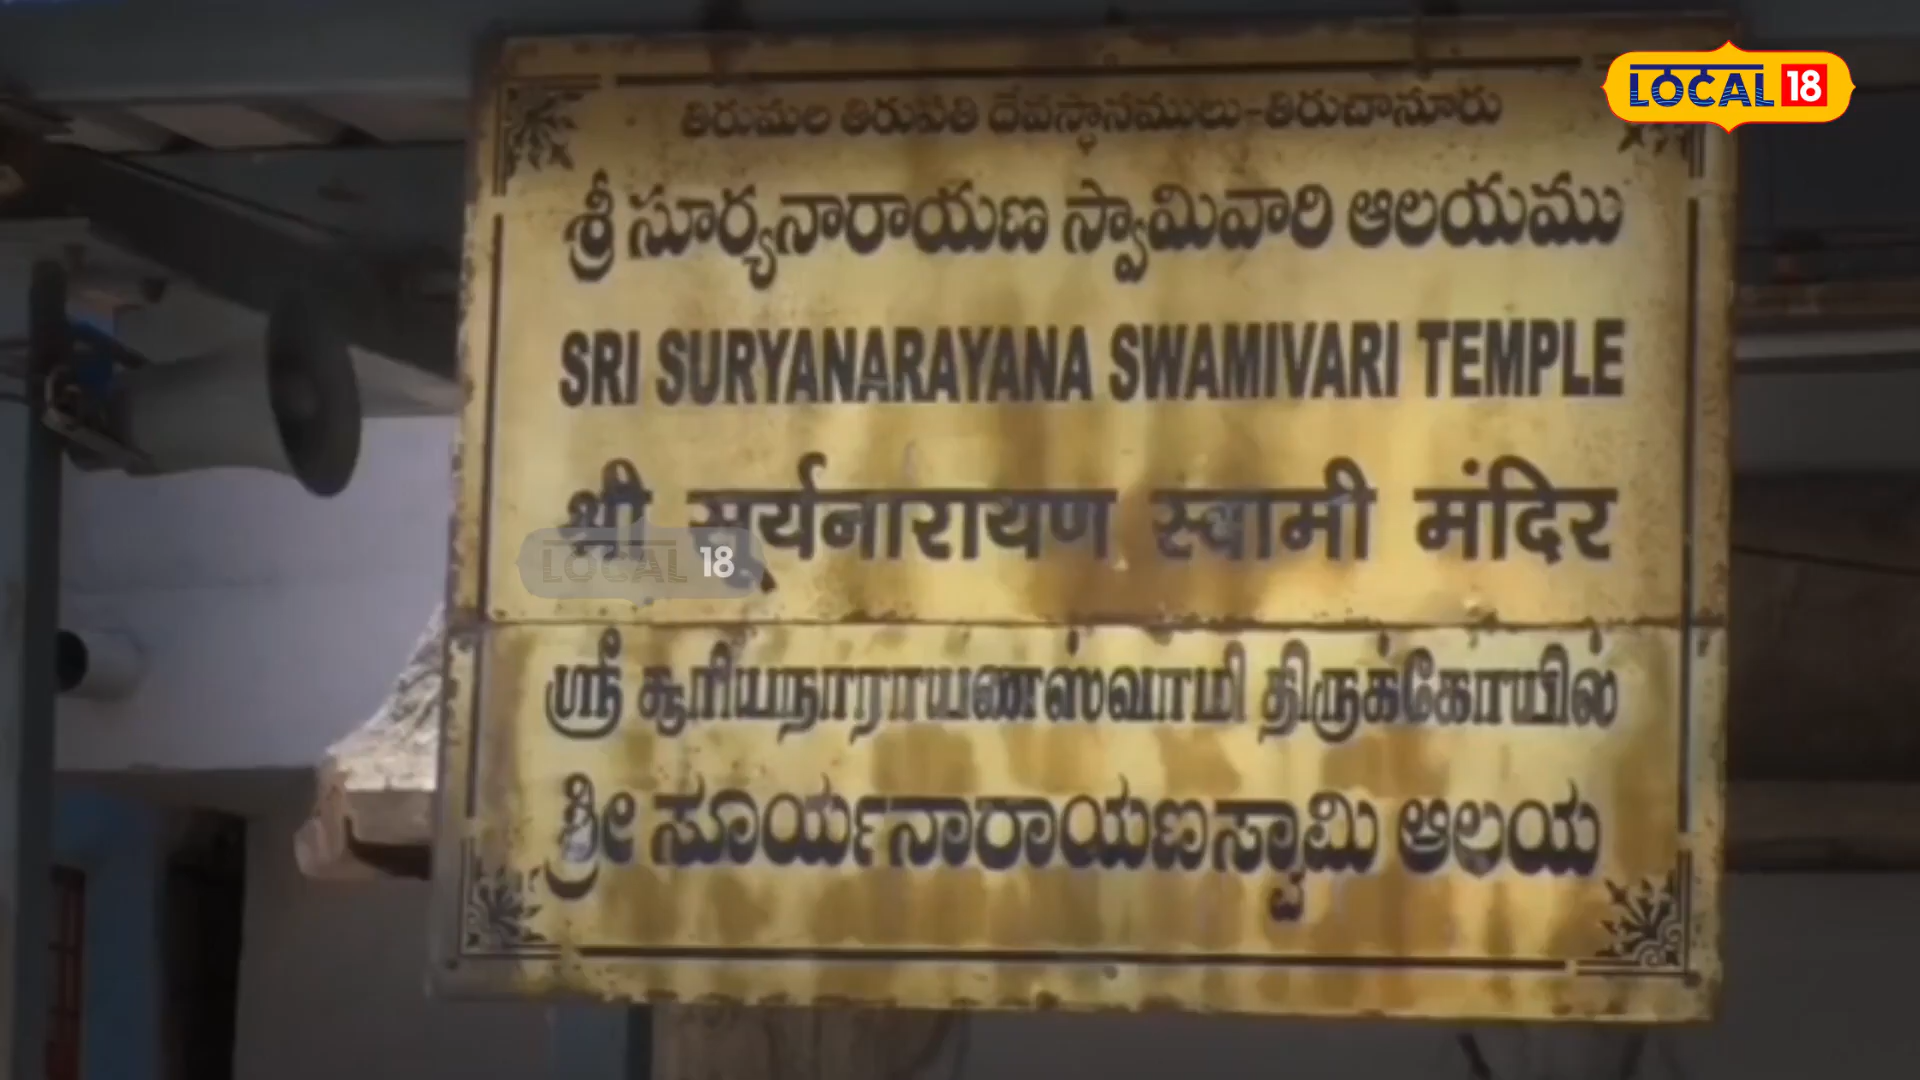 LOCAL 18
తిరుమల తిరుపతి దేవస్థానములు-తిరుచానూరు
శ్రీ సూర్యనారాయణ స్వామివారి ఆలయము
SRI SURYANARAYANA SWAMIVARI TEMPLE
श्री सूर्यनारायण स्वामी मंदिर
LOCAL 18
ஸ்ரீ சூரியநாராயணஸ்வாமி திருக்கோயில்
ಶ್ರೀ ಸೂರ್ಯನಾರಾಯಣಸ್ವಾಮಿ ಆಲಯ